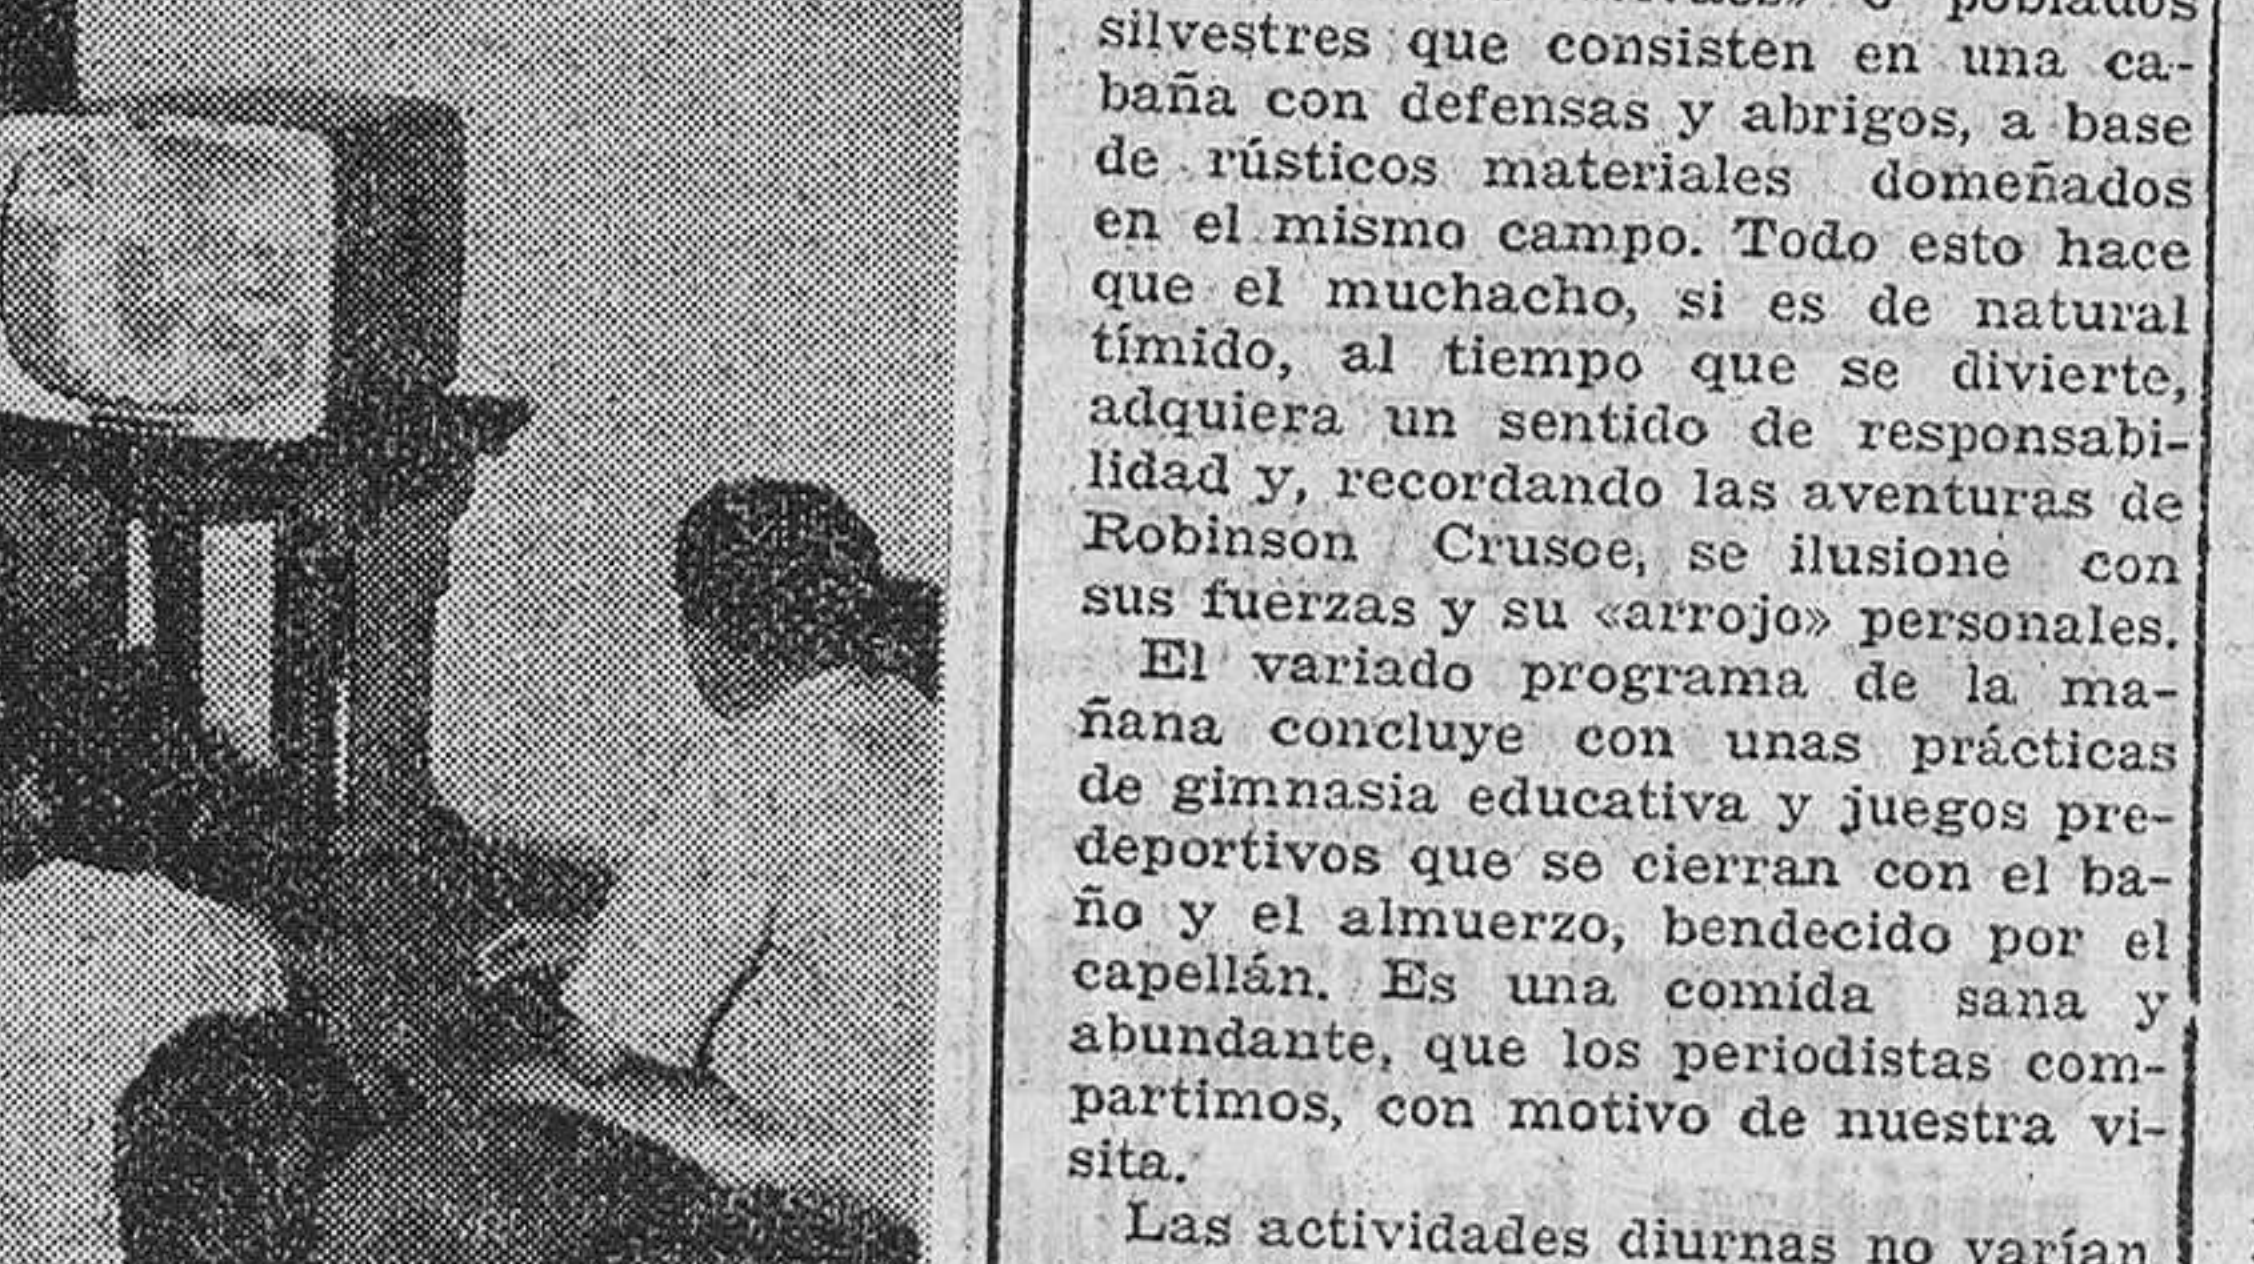 poblados
silvestres que consisten en una ca-
baña con defensas y abrigos, a base
de rústicos materiales domeñados
en el mismo campo. Todo esto hace
que el muchacho, si es de natural
tímido, al tiempo que se divierte,
adquiera un sentido de responsabi-
lidad y, recordando las aventuras de
Robinson Crusoe, se ilusione con
sus fuerzas y su «arrojo» personales.
El variado programa de la ma-
ñana concluye con unas prácticas
de gimnasia educativa y juegos pre-
deportivos que se cierran con el ba-
ño y el almuerzo, bendecido por el
capellán. Es una comida sana y
abundante, que los periodistas com-
partimos, con motivo de nuestra vi-
sita.
Las actividades diurnas no varían